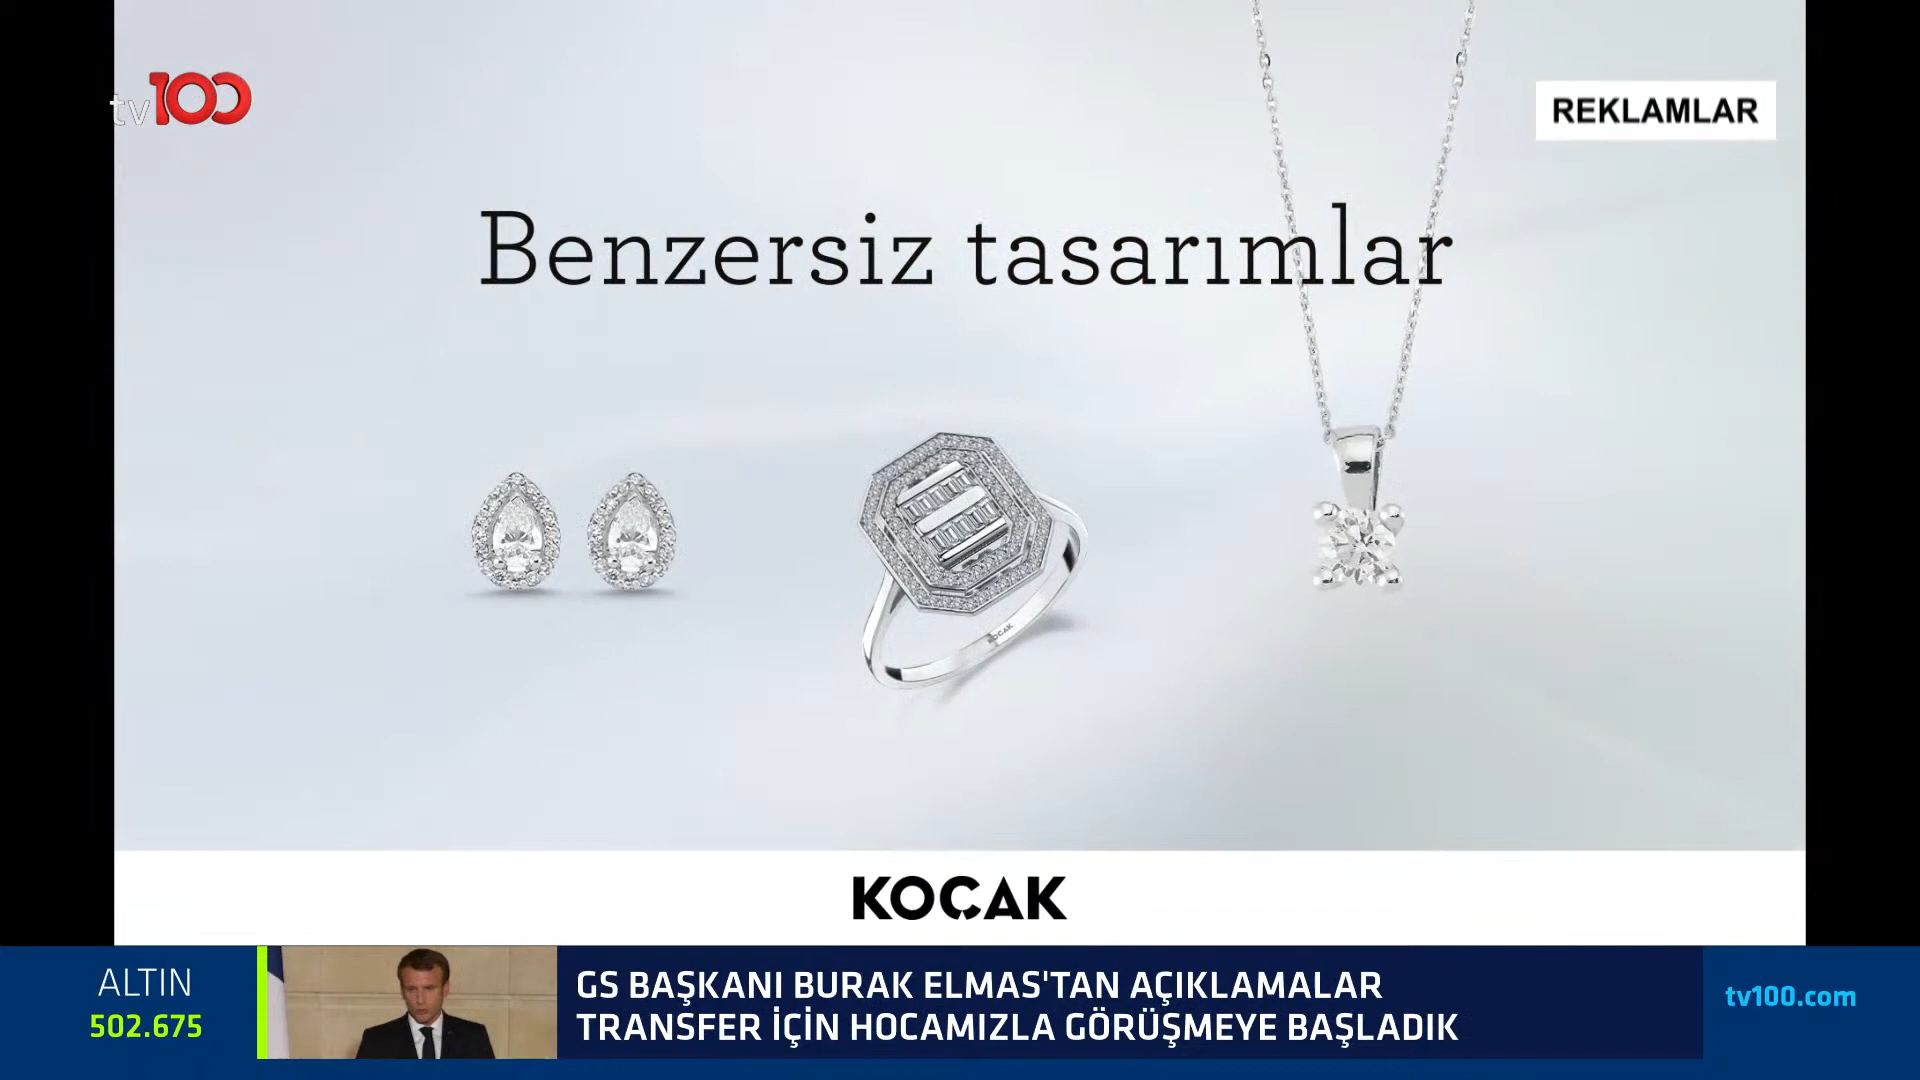 tv100
REKLAMLAR
Benzersiz tasarımlar
KOÇAK
KOÇAK
ALTIN
502.675
GS BAŞKANI BURAK ELMAS'TAN AÇIKLAMALAR
TRANSFER İÇİN HOCAMIZLA GÖRÜŞMEYE BAŞLADIK
tv100.com